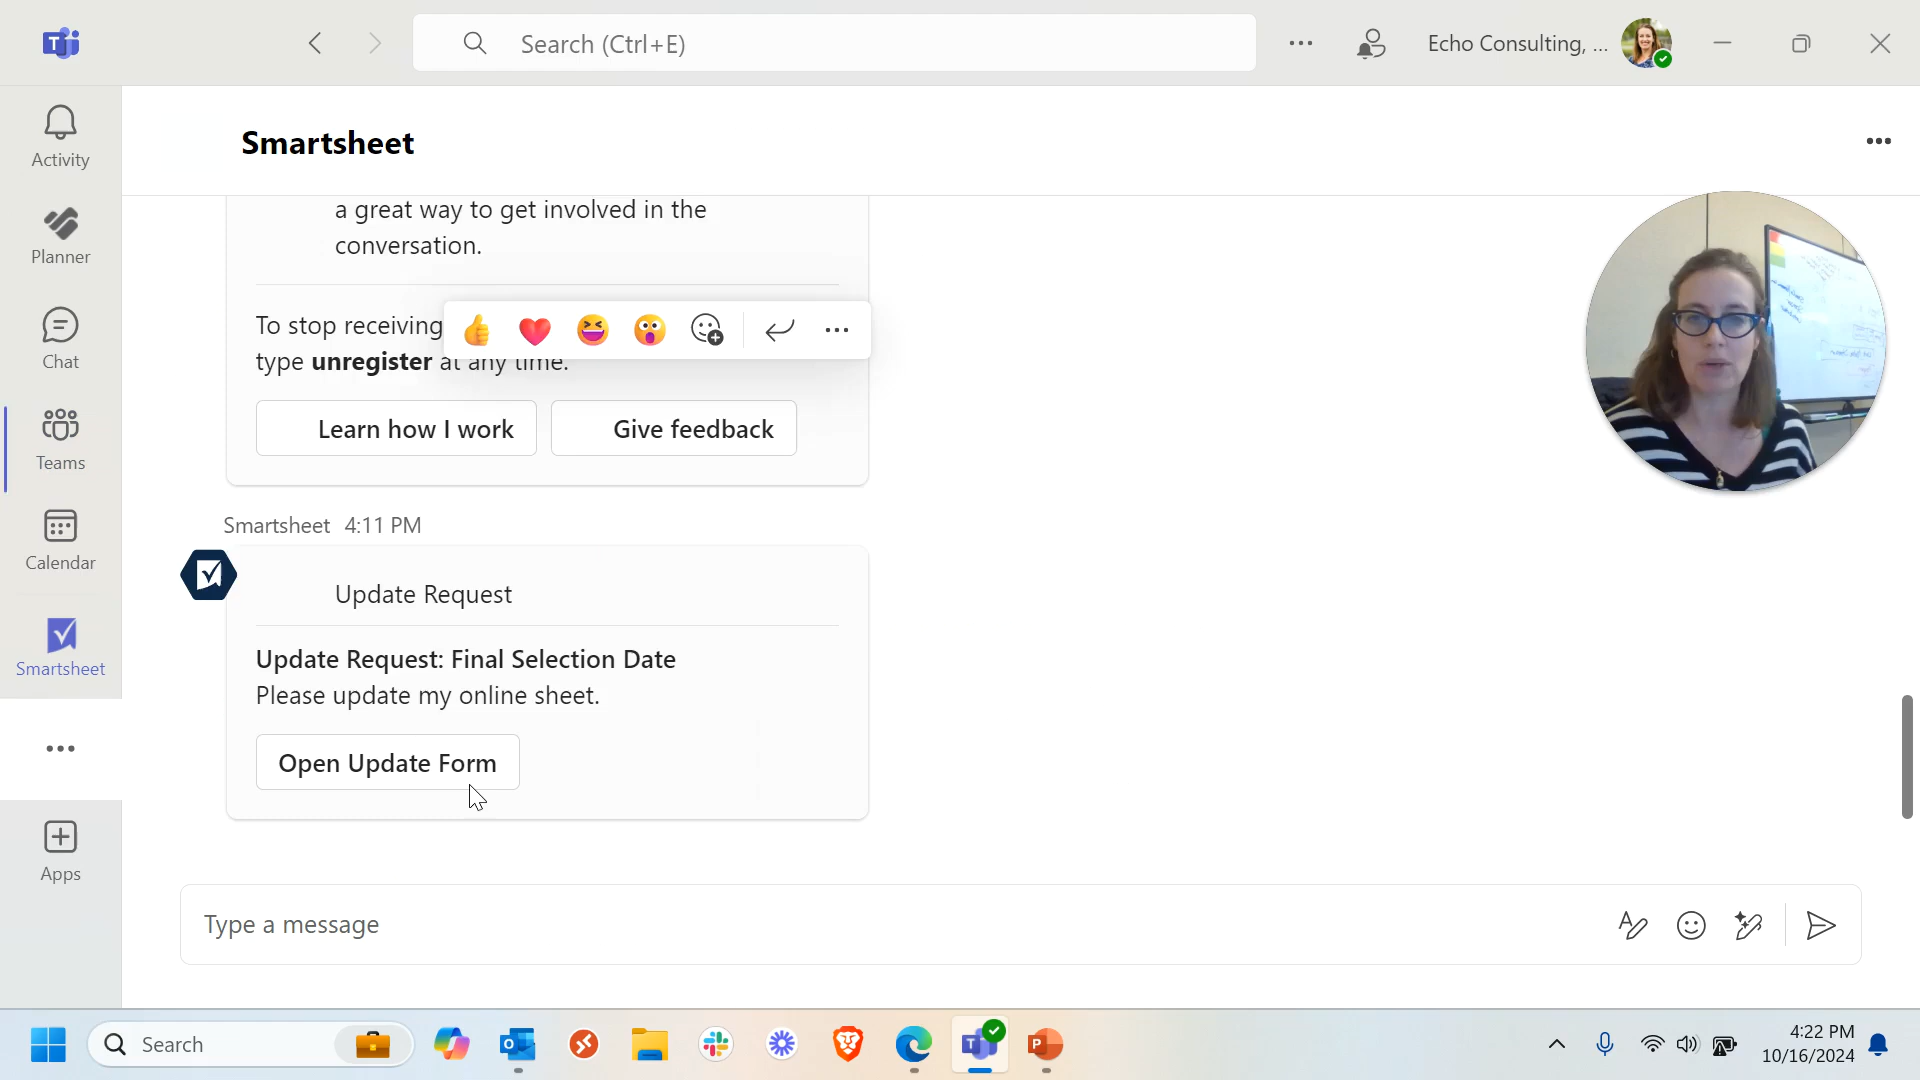 Search (Ctrl+E)
Echo Consulting, ...
Activity
Planner
Chat
Teams
Calendar
Smartsheet
Apps
Smartsheet
a great way to get involved in the
conversation.
To stop receiving
type unregister at any time.
Learn how I work
Give feedback
Smartsheet 4:11 PM
Update Request
Update Request: Final Selection Date
Please update my online sheet.
Open Update Form
Type a message
Search
4:22 PM
10/16/2024